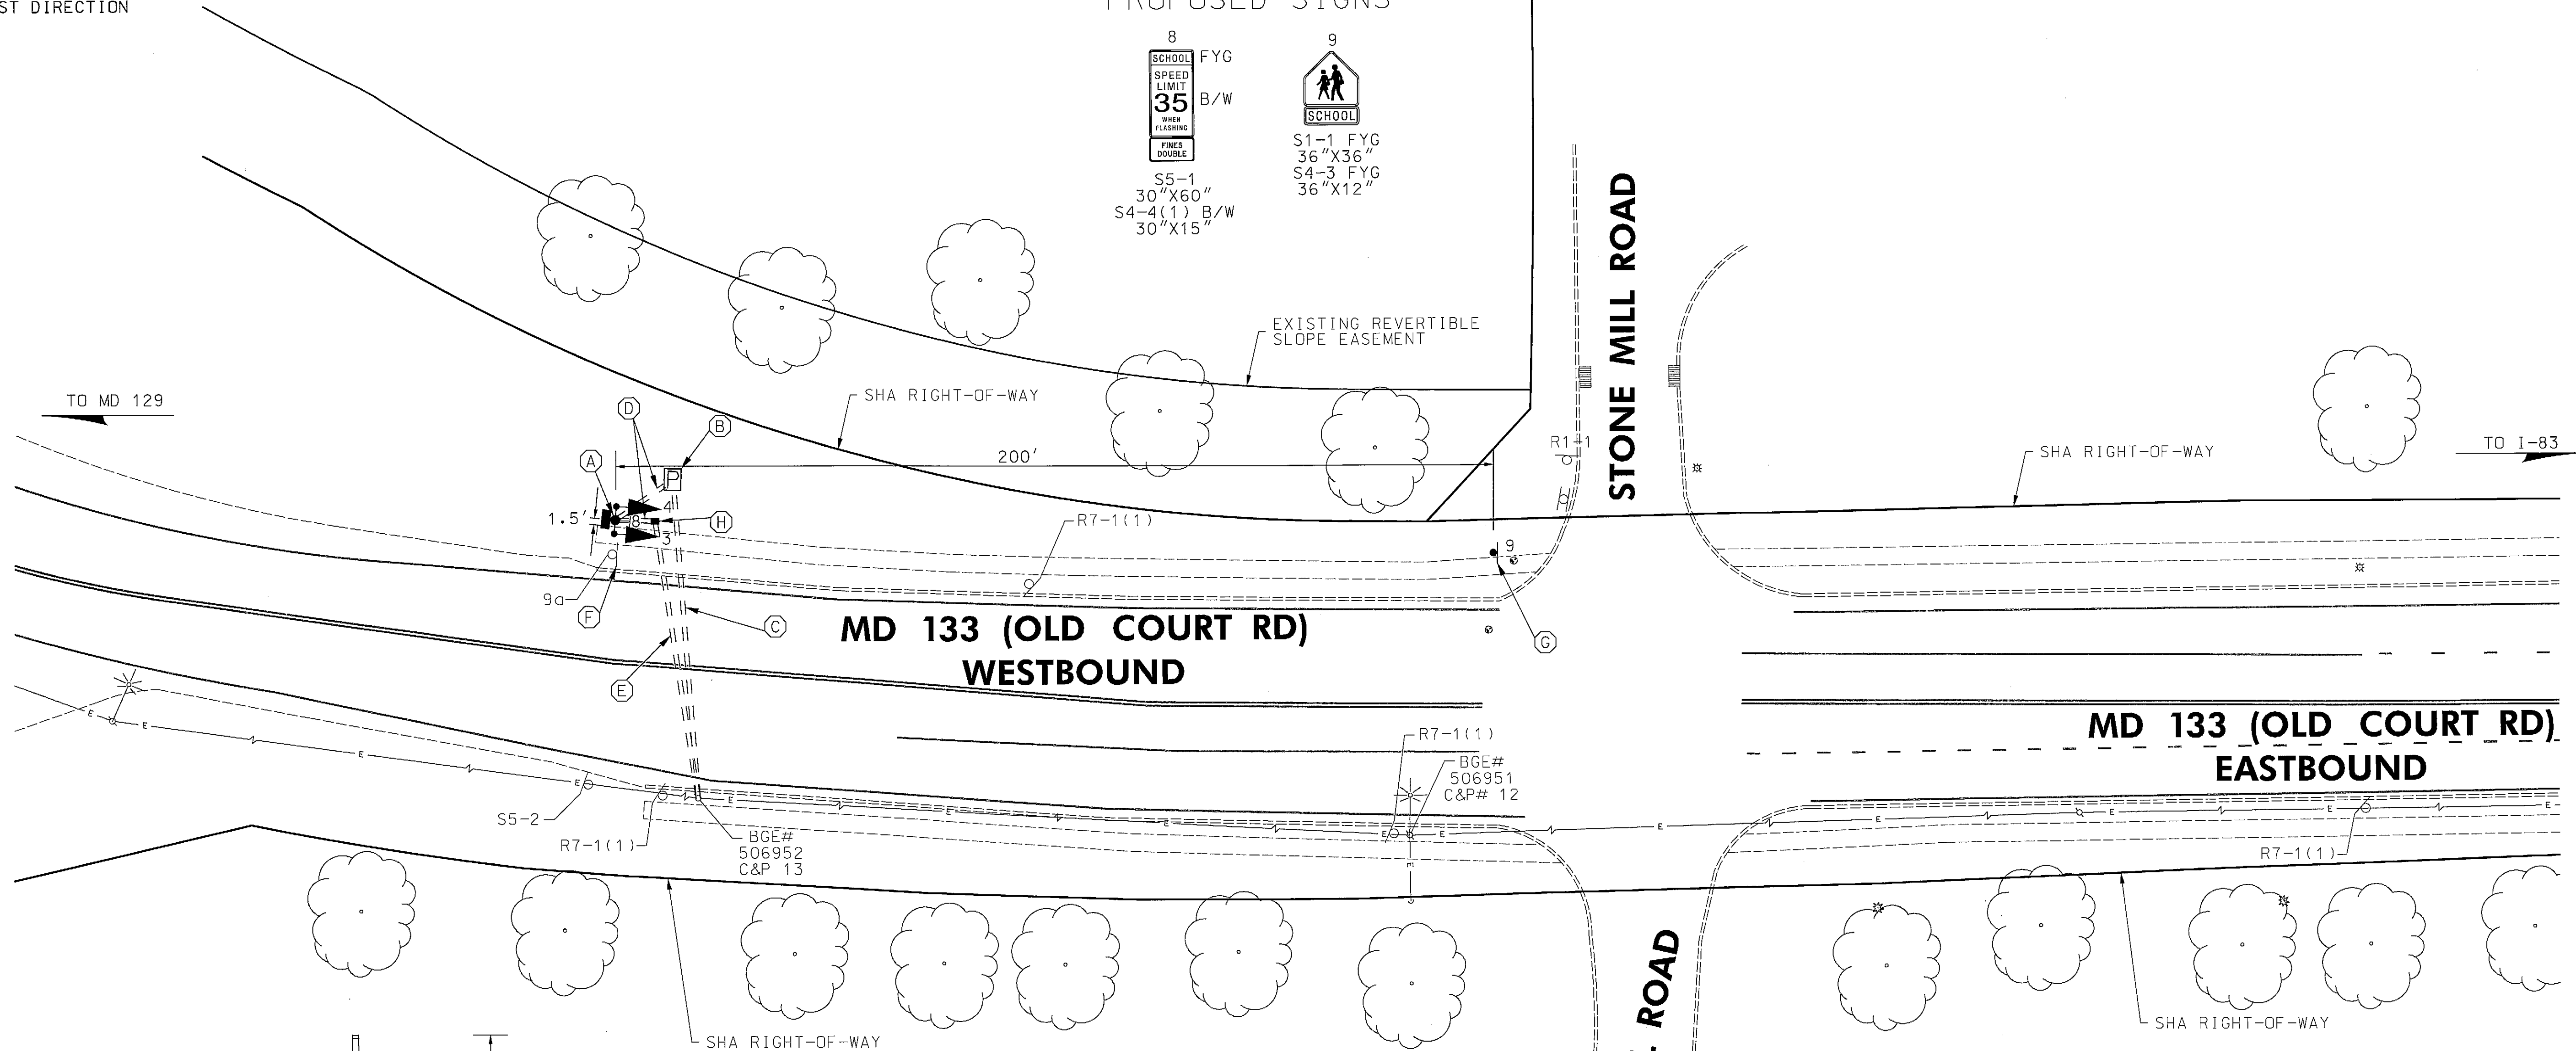 ST DIRECTION
PROPOSED SIGNS
8
SCHOOL
FYG
SPEED
LIMIT
35
B/W
WHEN
FLASHING
FINES
DOUBLE
S5-1
30"X60"
S4-4(1) B/W
30"X15"
9
SCHOOL
S1-1 FYG
36"X36"
S4-3 FYG
36"X12"
STONE MILL ROAD
EXISTING REVERTIBLE
SLOPE EASEMENT
TO MD 129
SHA RIGHT-OF-WAY
D
B
R1-1
TO I-83
SHA RIGHT-OF-WAY
A
200'
P
4
1.5'
8
H
R7-1(1)
3
9
9a
F
C
MD 133 (OLD COURT RD)
WESTBOUND
G
E
E
E
E
MD 133 (OLD COURT RD)
EASTBOUND
R7-1(1)
BGE#
506951
C&P# 12
E
E
E
E
E
E
E
E
E
E
E
E
S5-2
R7-1(1)
BGE#
506952
C&P 13
R7-1(1)
E
ROAD
SHA RIGHT-OF-WAY
SHA RIGHT-OF-WAY